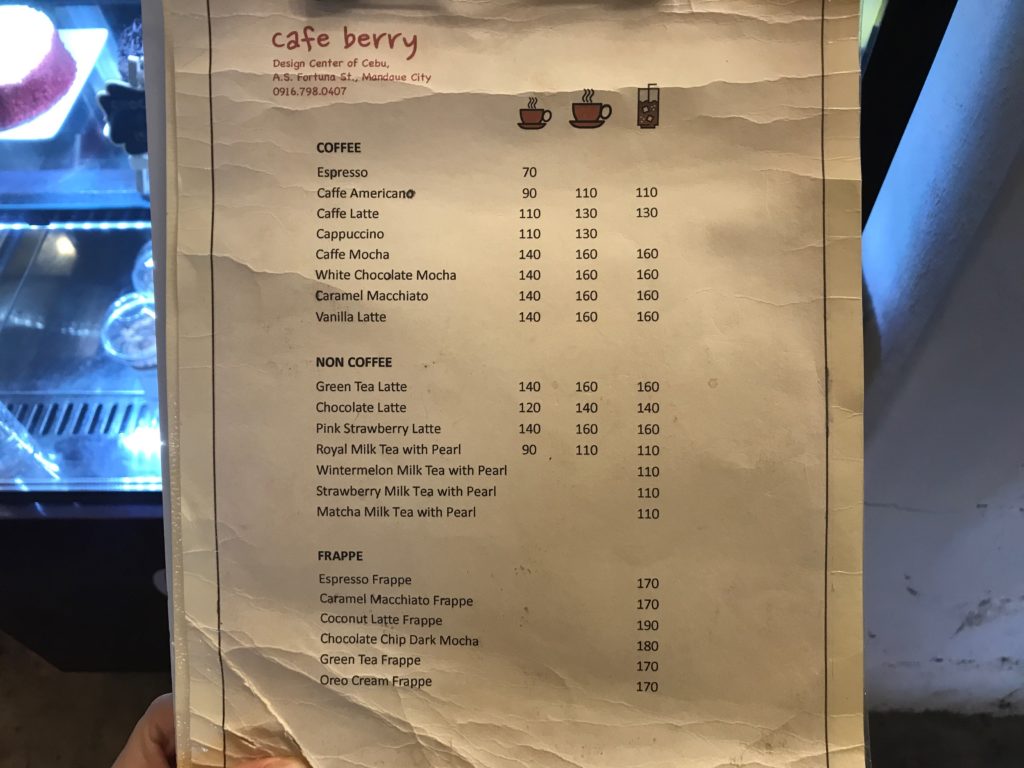 cafe berry
Design Center of Cebu,
A.S. Fortuna St., Mandaue City
0916.798.0407
COFFEE
Espresso 70
Caffe Americano 90 110 110
Caffe Latte 110 130 130
Cappuccino 110 130
Caffe Mocha 140 160 160
White Chocolate Mocha 140 160 160
Caramel Macchiato 140 160 160
Vanilla Latte 140 160 160
NON COFFEE
Green Tea Latte 140 160 160
Chocolate Latte 120 140 140
Pink Strawberry Latte 140 160 160
Royal Milk Tea with Pearl 90 110 110
Wintermelon Milk Tea with Pearl 110
Strawberry Milk Tea with Pearl 110
Matcha Milk Tea with Pearl 110
FRAPPE
Espresso Frappe 170
Caramel Macchiato Frappe 170
Coconut Latte Frappe 190
Chocolate Chip Dark Mocha 180
Green Tea Frappe 170
Oreo Cream Frappe 170